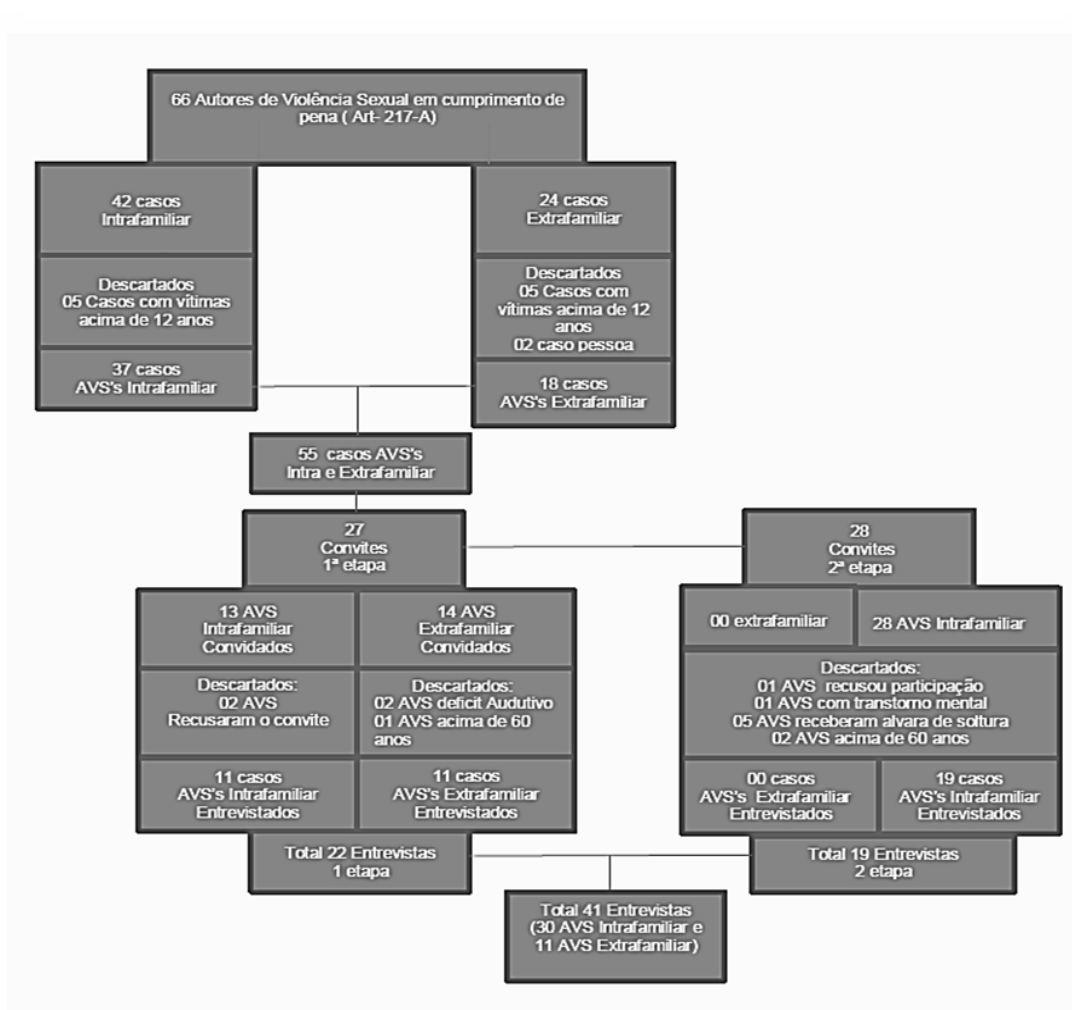 66 Autores de Violência Sexual em cumprimento de
pena ( Art- 217-A)
42 casos
Intrafamiliar
Descartados
05 Casos com vítimas
acima de 12 anos
37 casos
AVS's Intrafamiliar
24 casos
Extrafamiliar
Descartados
05 Casos com
vítimas acima de 12
anos
02 caso pessoa
18 casos
AVS's Extrafamiliar
55 casos AVS's
Intra e Extrafamiliar
27
Convites
1ª etapa
13 AVS
Intrafamiliar
Convidados
14 AVS
Extrafamiliar
Convidados
Descartados:
02 AVS
Recusaram o convite
Descartados:
02 AVS deficit Audutivo
01 AVS acima de 60
anos
11 casos
AVS's Intrafamiliar
Entrevistados
11 casos
AVS's Extrafamiliar
Entrevistados
Total 22 Entrevistas
1 etapa
28
Convites
2ª etapa
00 extrafamiliar
28 AVS Intrafamiliar
Descartados:
01 AVS recusou participação
01 AVS com transtorno mental
05 AVS receberam alvara de soltura
02 AVS acima de 60 anos
00 casos
AVS's Extrafamiliar
Entrevistados
19 casos
AVS's Intrafamiliar
Entrevistados
Total 19 Entrevistas
2 etapa
Total 41 Entrevistas
(30 AVS Intrafamiliar e
11 AVS Extrafamiliar)